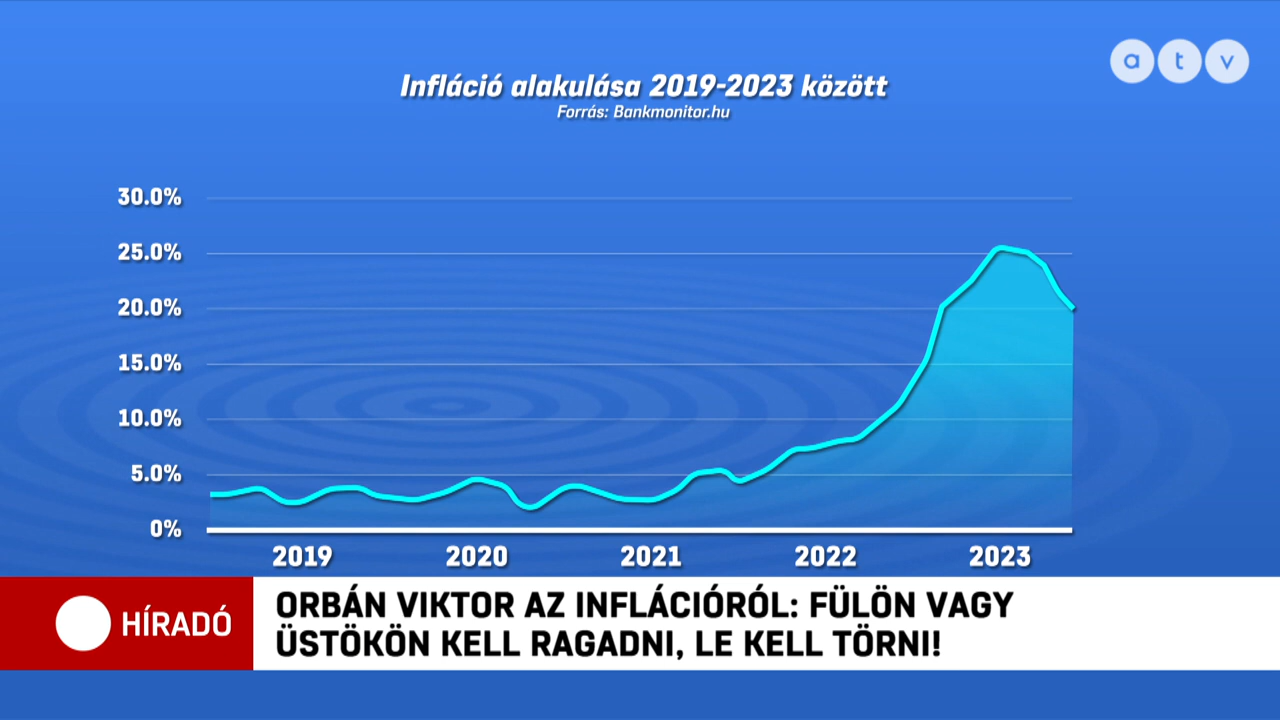 a t v
Infláció alakulása 2019-2023 között
Forrás: Bankmonitor.hu
30.0%
25.0%
20.0%
15.0%
10.0%
5.0%
0%
2019 2020 2021 2022 2023
HÍRADÓ
ORBÁN VIKTOR AZ INFLÁCIÓRÓL: FÜLÖN VAGY
ÜSTÖKÖN KELL RAGADNI, LE KELL TÖRNI!